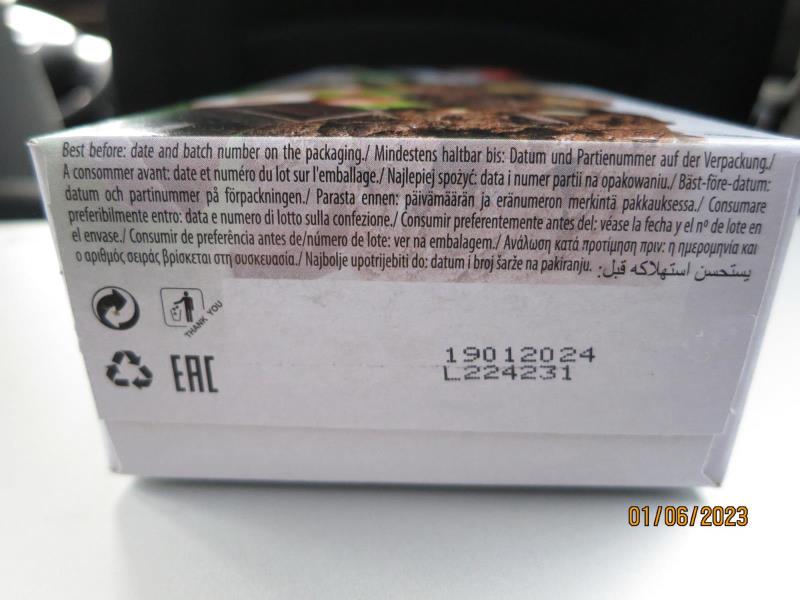 Best before: date and batch number on the packaging./ Mindestens haltbar bis: Datum und Partienummer auf der Verpackung./
A consommer avant: date et numéro du lot sur l'emballage./ Najlepiej spożyć: data i numer partii na opakowaniu./ Bäst-före-datum:
datum och partinummer på förpackningen./ Parasta ennen: päivämäärän ja eränumeron merkintä pakkauksessa./ Consumare
preferibilmente entro: data e numero di lotto sulla confezione./ Consumir preferentemente antes del: véase la fecha y el nº de lote en
el envase./ Consumir de preferência antes de/número de lote: ver na embalagem./ Ανάλωση κατά προτίμηση πριν: η ημερομηνία και
ο αριθμός σειράς βρίσκεται στη συσκευασία./ Najbolje upotrijebiti do: datum i broj šarže na pakiranju. يستحسن استهلاكه قبل:
THANK YOU
EAC
19012024
L224231
01/06/2023